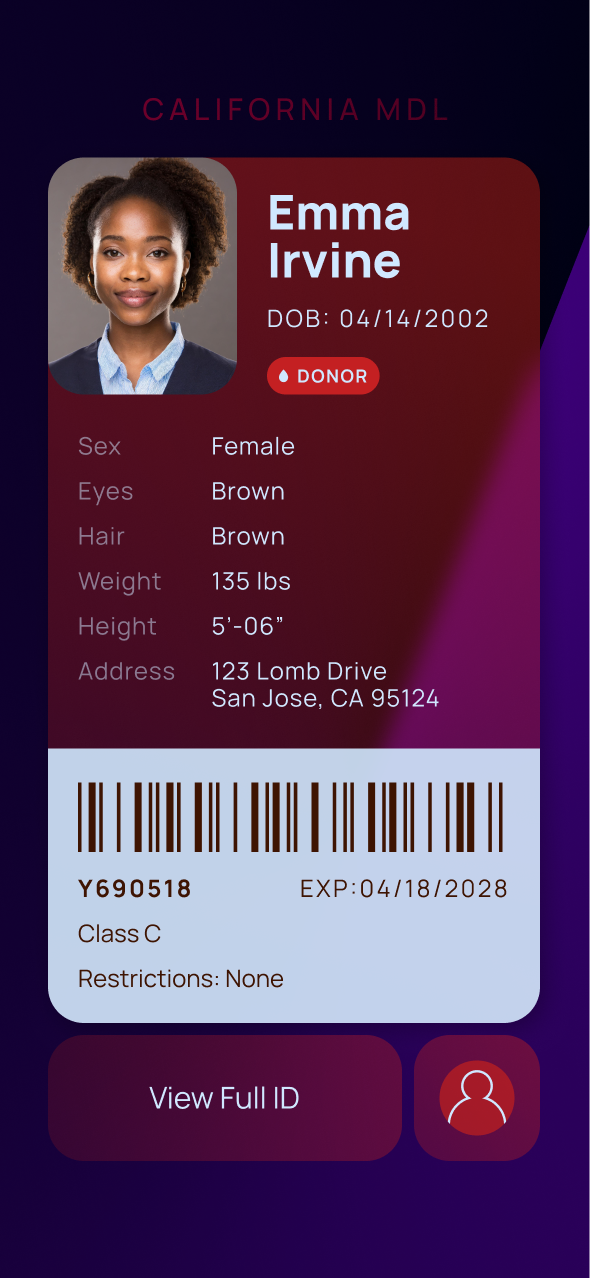 CALIFORNIA MDL
Emma
Irvine
DOB: 04/14/2002
DONOR
Sex Female
Eyes Brown
Hair Brown
Weight 135 lbs
Height 5’-06”
Address 123 Lomb Drive
San Jose, CA 95124
Y690518 EXP:04/18/2028
Class C
Restrictions: None
View Full ID